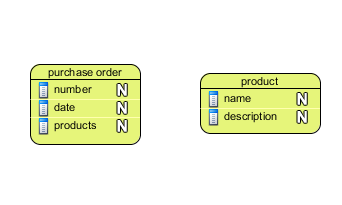 purchase order
number N
date N
products N
product
name N
description N